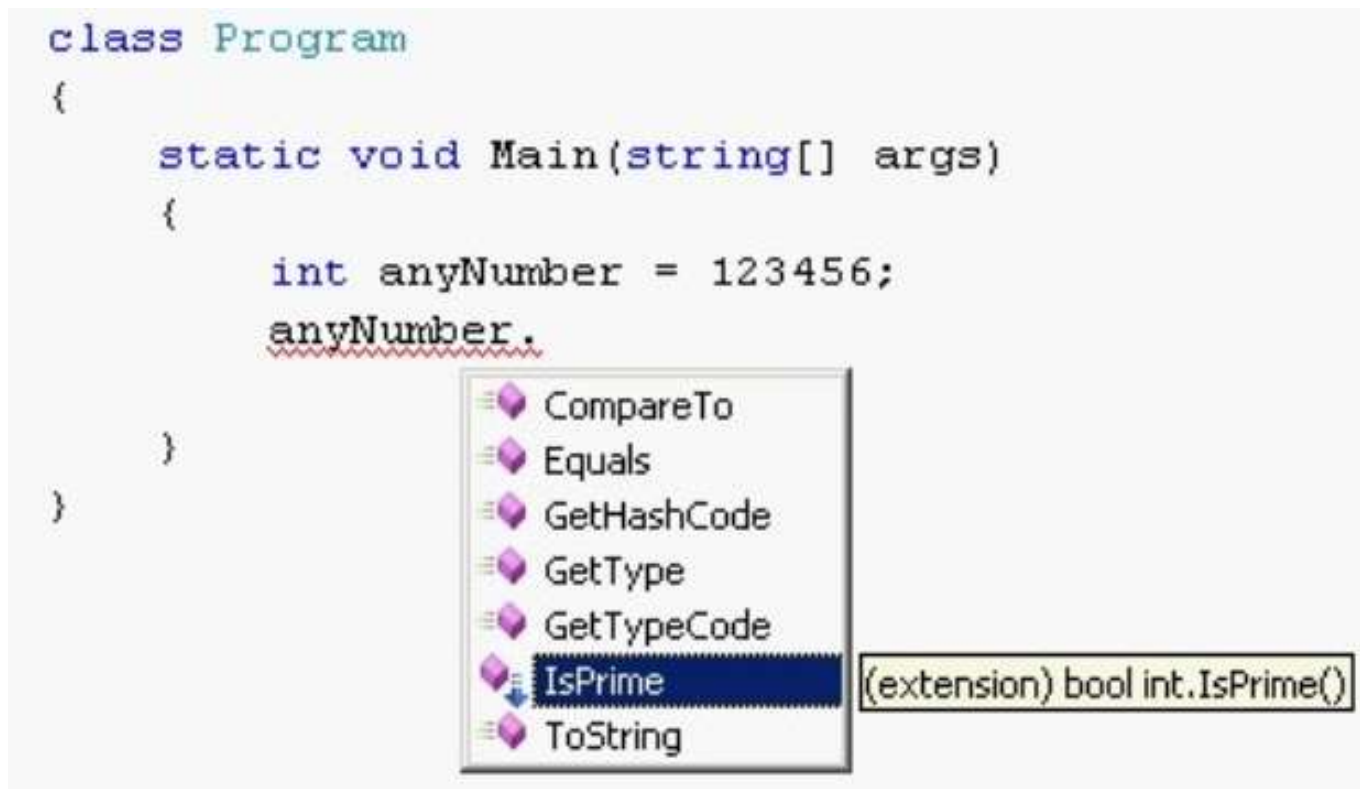 class Program
{
static void Main(string[] args)
{
int anyNumber = 123456;
anyNumber.
CompareTo
Equals
GetHashCode
GetType
GetTypeCode
IsPrime (extension) bool int.IsPrime()
ToString
}
}